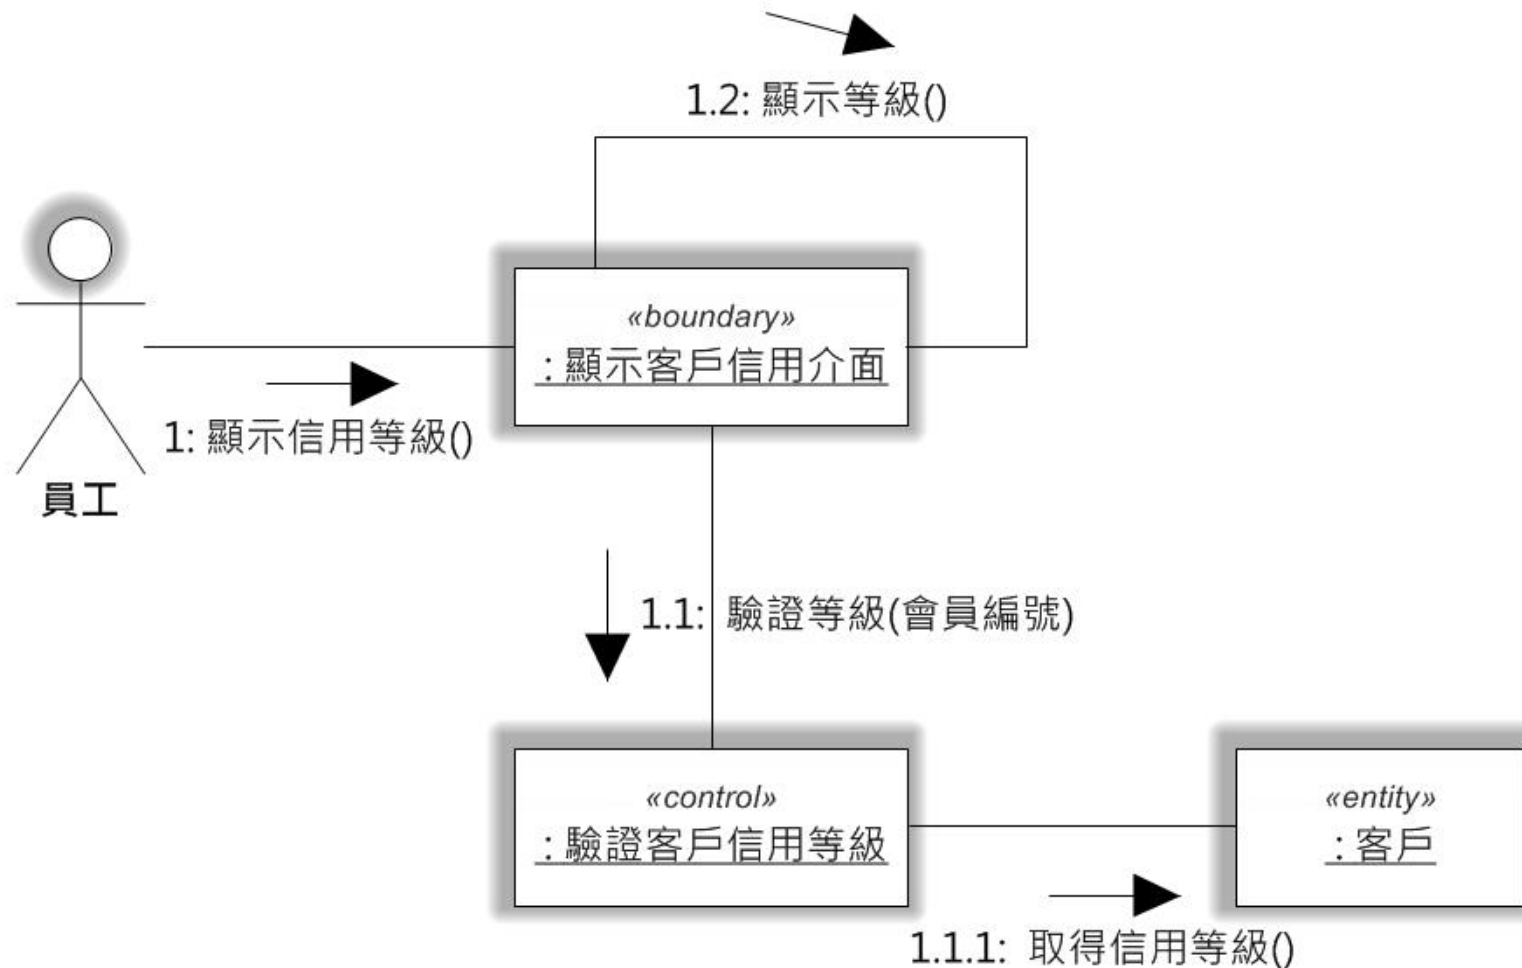 1.2: 顯示等級()
«boundary»
: 顯示客戶信用介面
1: 顯示信用等級()
員工
1.1: 驗證等級(會員編號)
«control»
: 驗證客戶信用等級
«entity»
: 客戶
1.1.1: 取得信用等級()